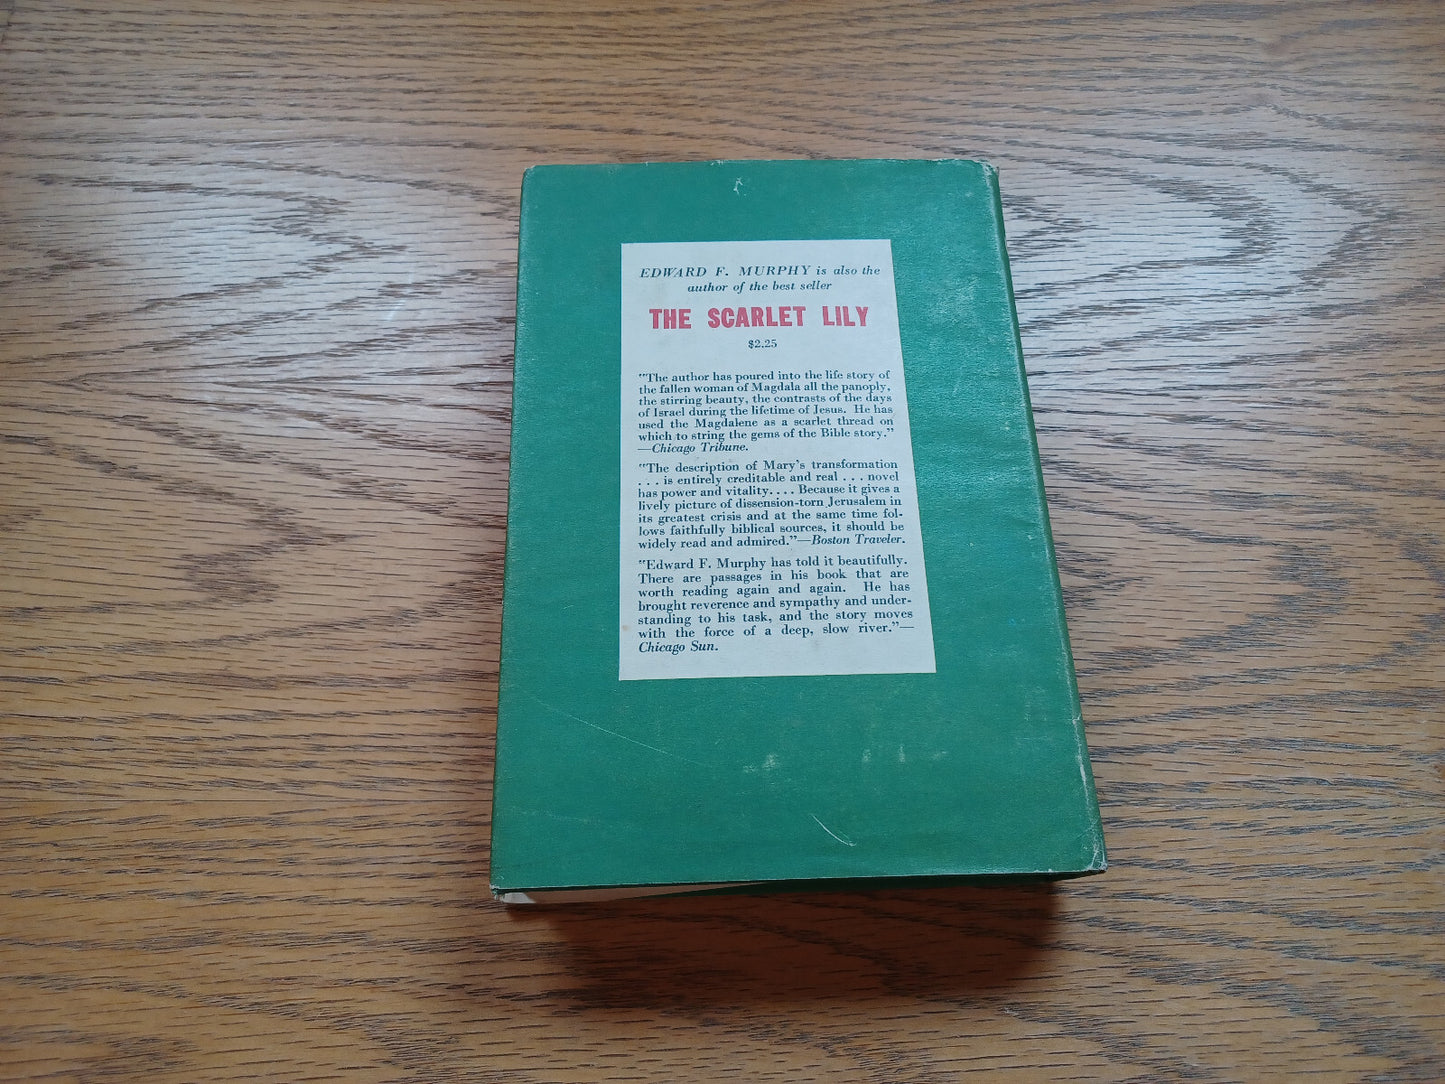 EDWARD F. MURPHY is also the
author of the best seller
THE SCARLET LILY
$2.25
"The author has poured into the life story of
the fallen woman of Magdala all the panoply,
the stirring beauty, the contrasts of the days
of Israel during the lifetime of Jesus. He has
used the Magdalene as a scarlet thread on
which to string the gems of the Bible story."
—Chicago Tribune.
"The description of Mary's transformation
. . . is entirely creditable and real . . . novel
has power and vitality. . . . Because it gives a
lively picture of dissension-torn Jerusalem in
its greatest crisis and at the same time fol-
lows faithfully biblical sources, it should be
widely read and admired."—Boston Traveler.
"Edward F. Murphy has told it beautifully.
There are passages in his book that are
worth reading again and again. He has
brought reverence and sympathy and under-
standing to his task, and the story moves
with the force of a deep, slow river."—
Chicago Sun.